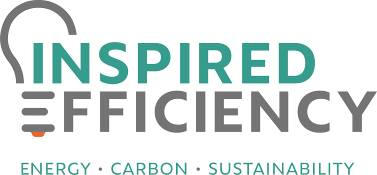 INSPIRED
EFFICIENCY
ENERGY · CARBON · SUSTAINABILITY